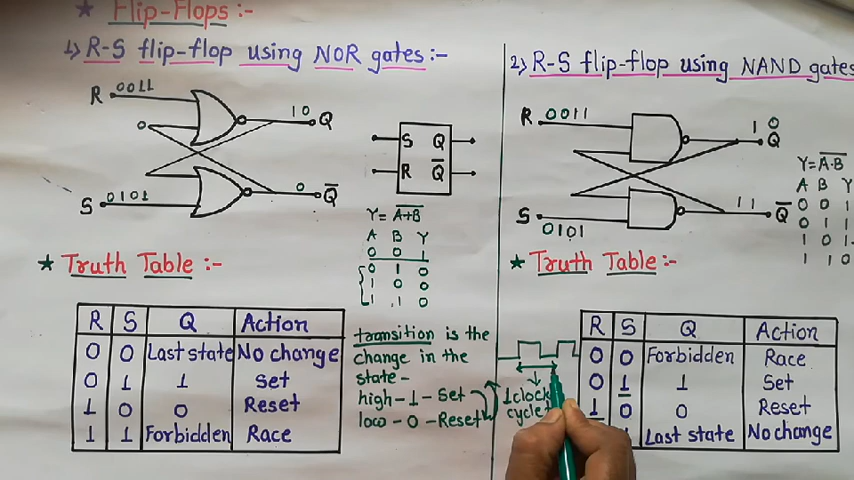 Flip-Flops :-
1) R-S flip-flop using NOR gates:-
R 0011
1 0 Q
0
S 0101
0 Q̅
S Q
R Q̅
Y= A̅+̅B̅
A B Y
0 0 1
0 1 0
1 0 0
1 1 0
★ Truth Table :-
R S Q Action
0 0 Last state No change
0 1 1 Set
1 0 0 Reset
1 1 Forbidden Race
transition is the
change in the
state-
high-1-Set
low-0-Reset
1 clock
cycle
2) R-S flip-flop using NAND gates
R 0011
1 0 Q
S 0101
1 1 Q̅
Y= A̅·̅B̅
A B Y
0 0 1
0 1 1
1 0 1
1 1 0
★ Truth Table :-
R S Q Action
0 0 Forbidden Race
0 1 1 Set
1 0 0 Reset
1 Last state No change